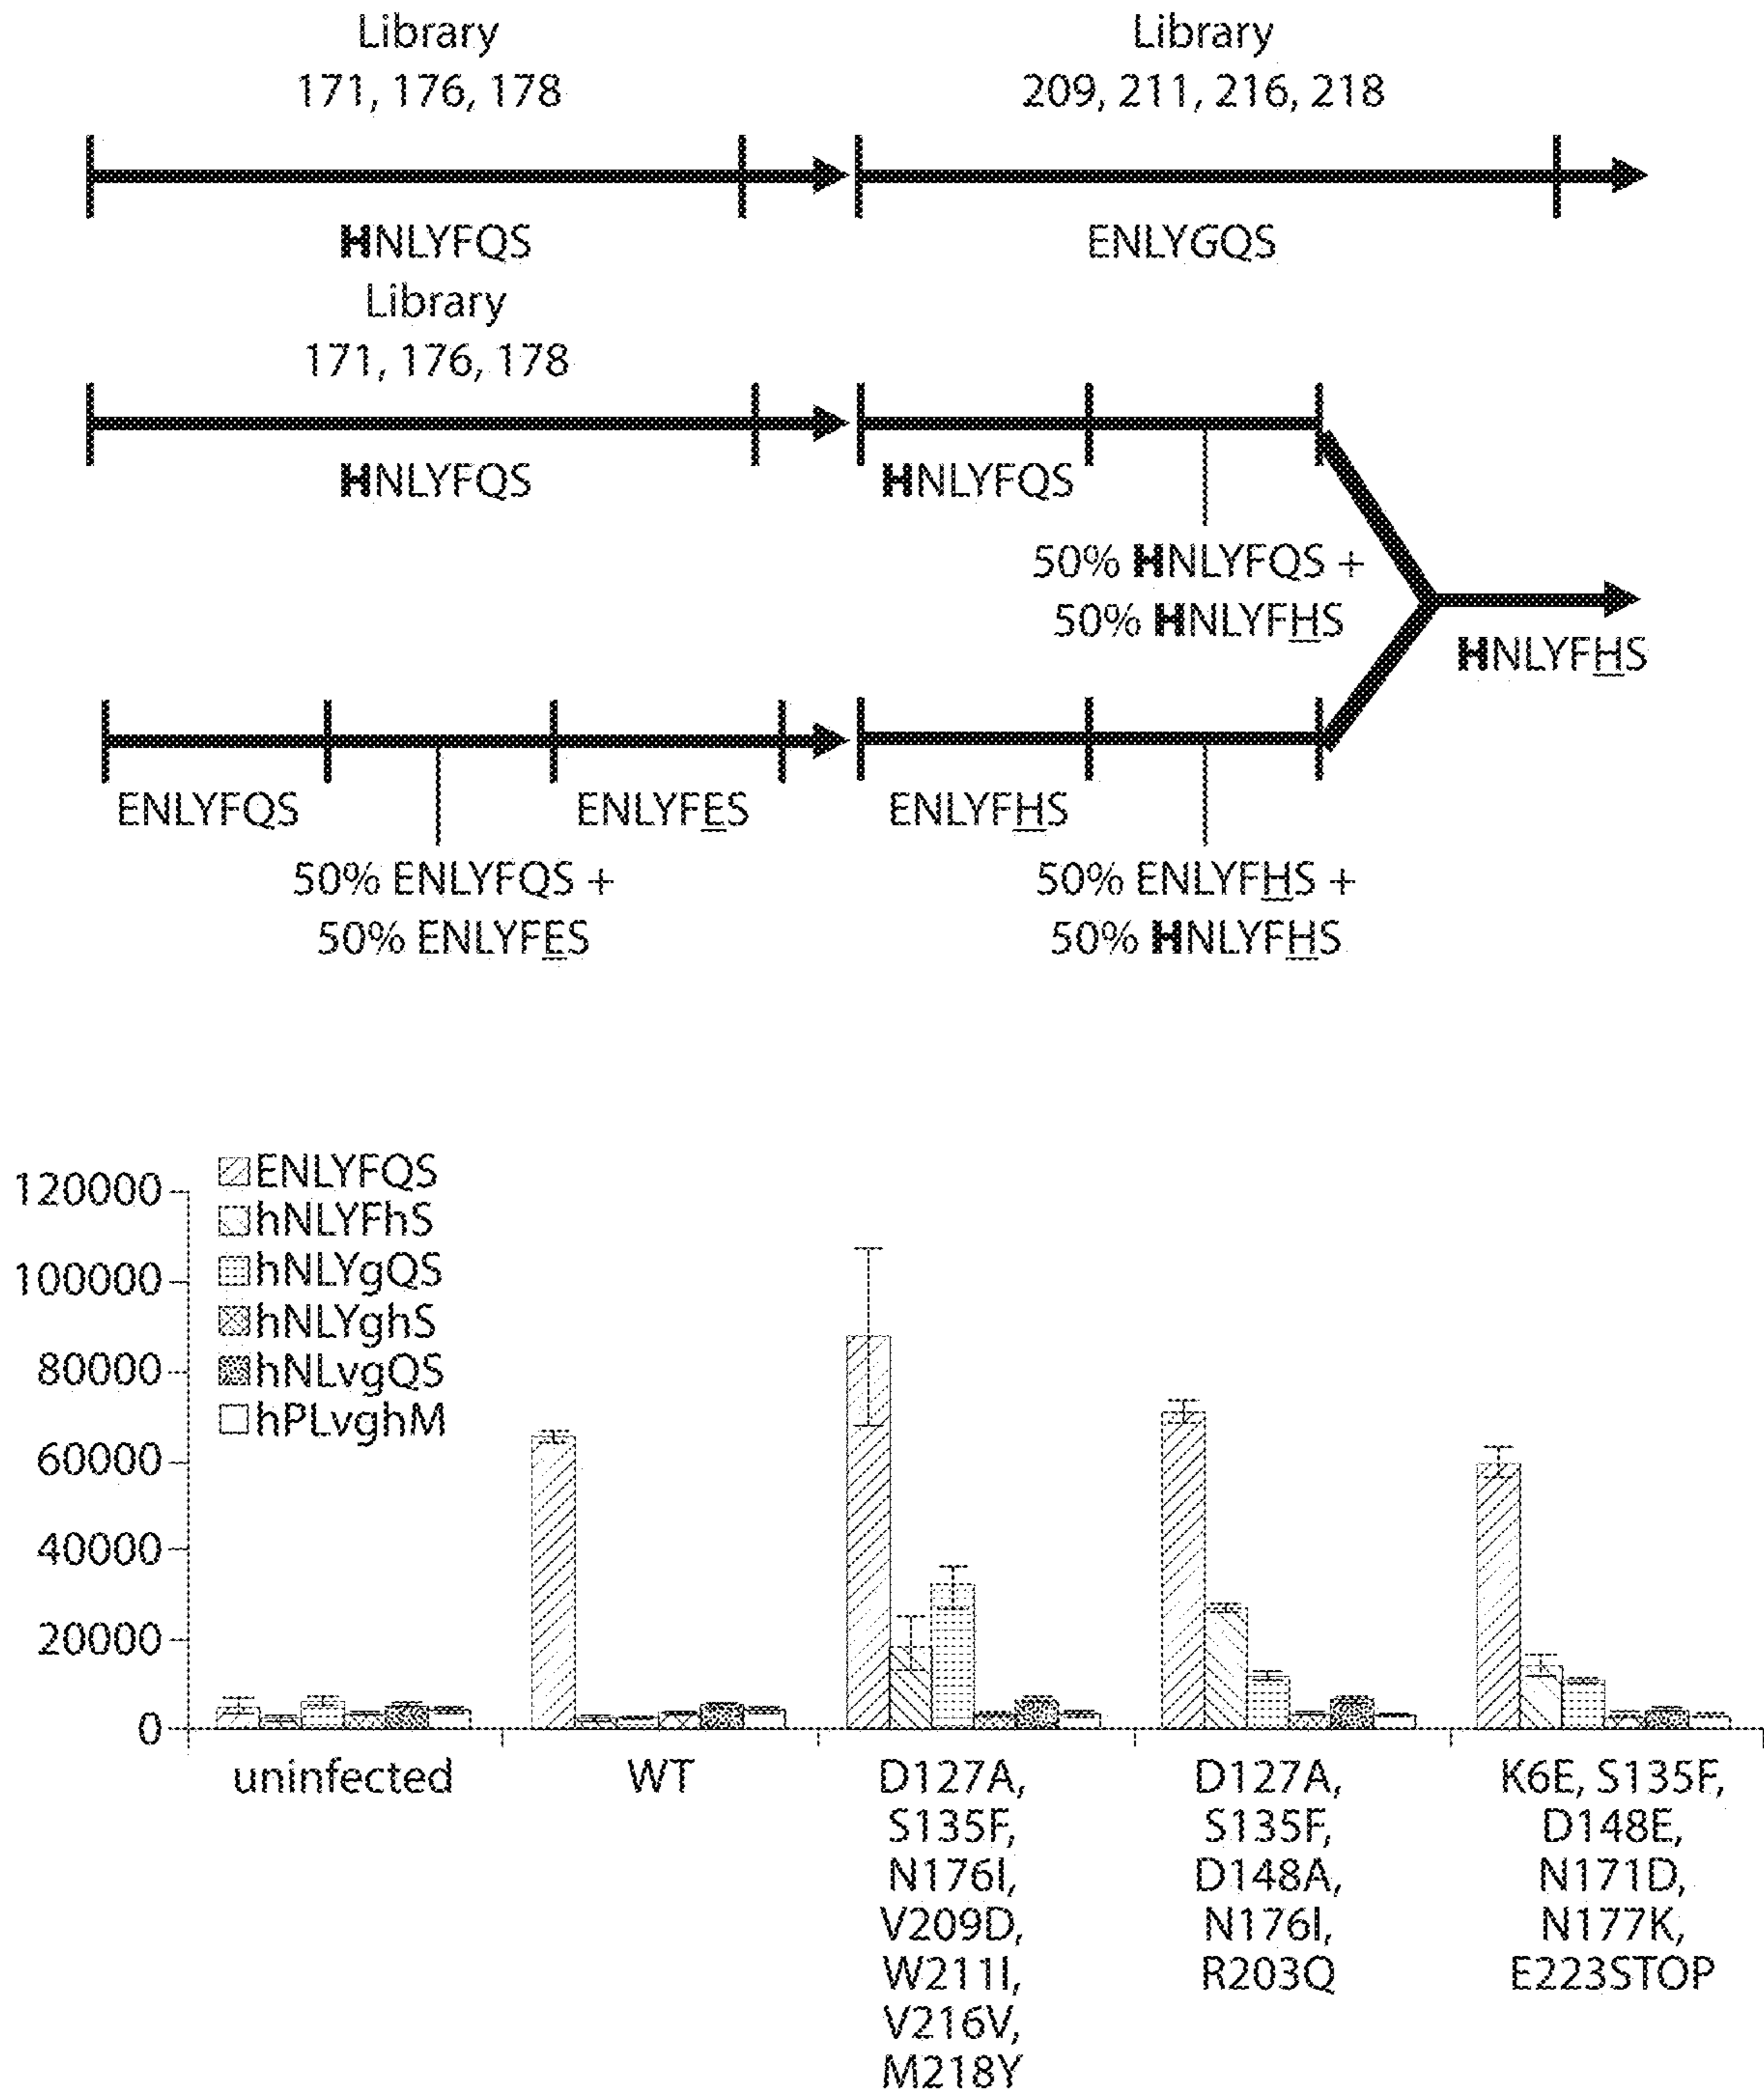 Library
171, 176, 178
Library
209, 211, 216, 218
HNLYFQS
ENLYGQS
Library
171, 176, 178
HNLYFQS
HNLYFQS
50% HNLYFQS +
50% HNLYFHS
HNLYFHS
ENLYFQS
ENLYFES
ENLYFHS
50% ENLYFQS +
50% ENLYFES
50% ENLYFHS +
50% HNLYFHS
120000
100000
80000
60000
40000
20000
0
ENLYFQS
hNLYFhS
hNLYgQS
hNLYghS
hNLvgQS
hPLvghM
uninfected
WT
D127A,
S135F,
N176I,
V209D,
W211I,
V216V,
M218Y
D127A,
S135F,
D148A,
N176I,
R203Q
K6E, S135F,
D148E,
N171D,
N177K,
E223STOP